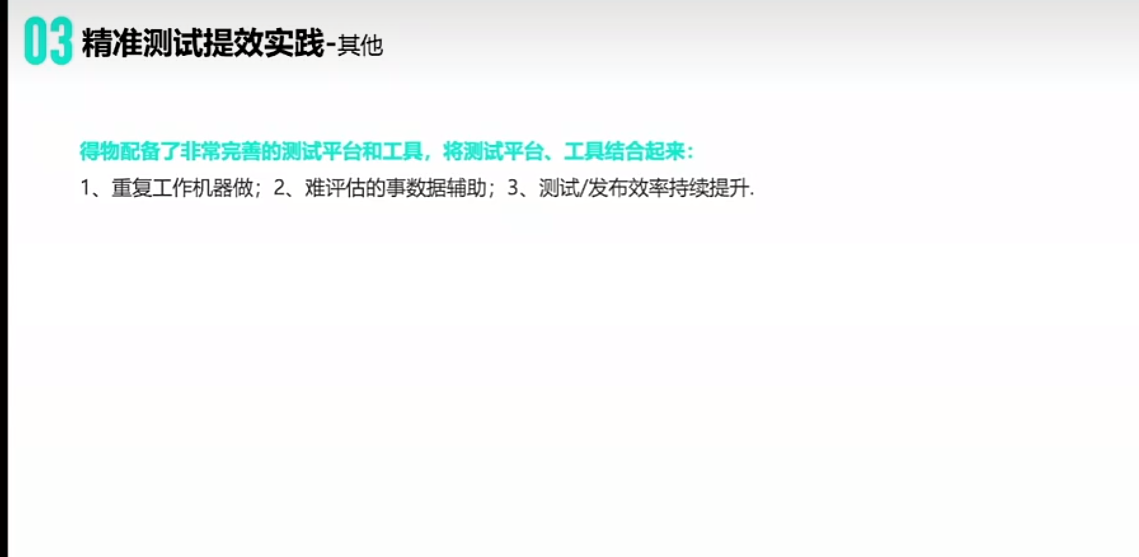 03 精准测试提效实践-其他
得物配备了非常完善的测试平台和工具，将测试平台、工具结合起来：
1、重复工作机器做；2、难评估的事数据辅助；3、测试/发布效率持续提升.